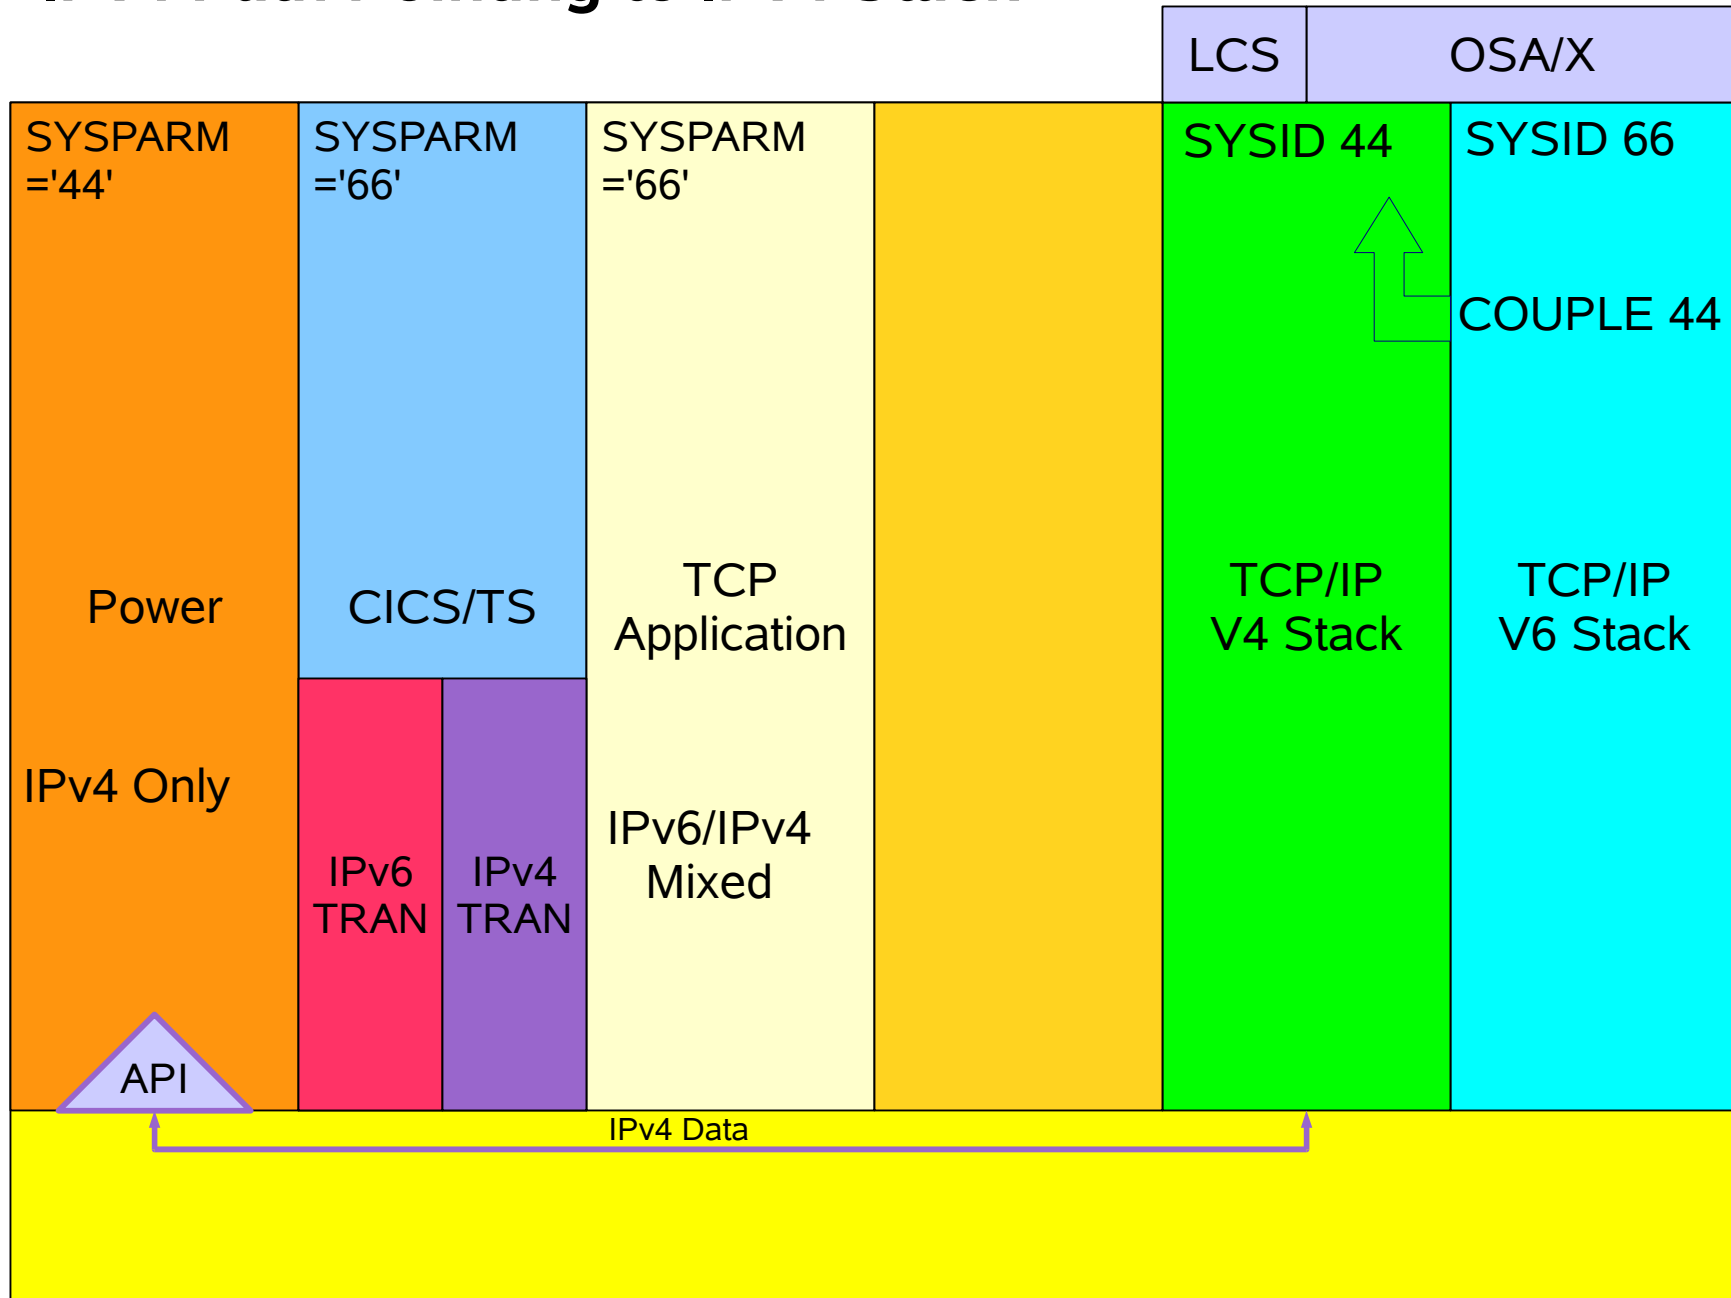 LCS
OSA/X
SYSPARM
='44'
SYSPARM
='66'
SYSPARM
='66'
SYSID 44
SYSID 66
COUPLE 44
Power
CICS/TS
TCP
Application
TCP/IP
V4 Stack
TCP/IP
V6 Stack
IPv4 Only
IPv6/IPv4
Mixed
IPv6
TRAN
IPv4
TRAN
API
IPv4 Data